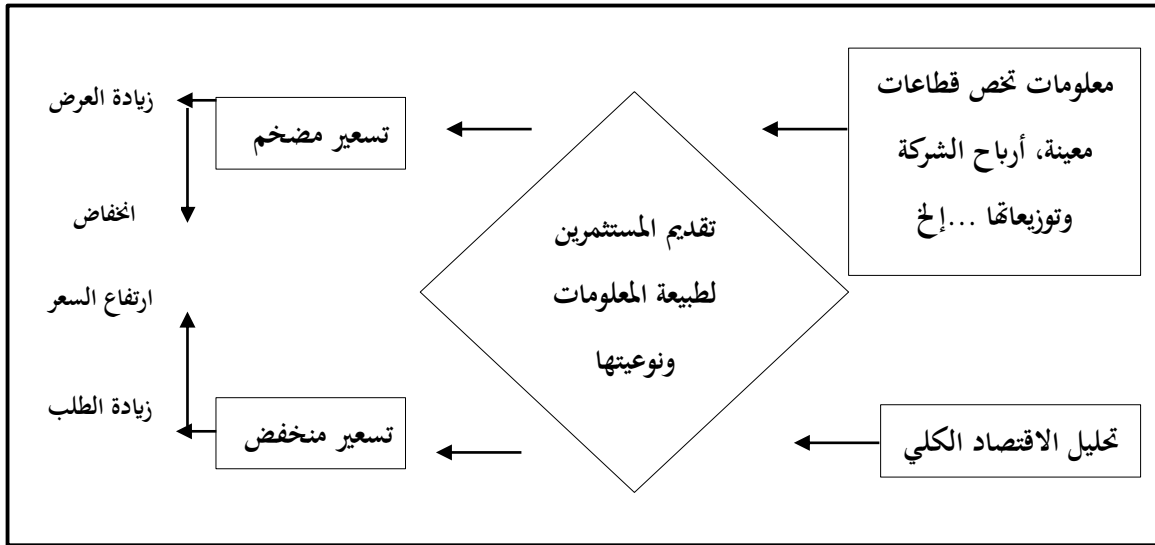 معلومات تخص قطاعات
معينة، أرباح الشركة
وتوزيعاتها ...إلخ
تحليل الاقتصاد الكلي
تقديم المستثمرين
لطبيعة المعلومات
ونوعيتها
تسعير مضخم
تسعير منخفض
زيادة العرض
انخفاض
ارتفاع السعر
زيادة الطلب